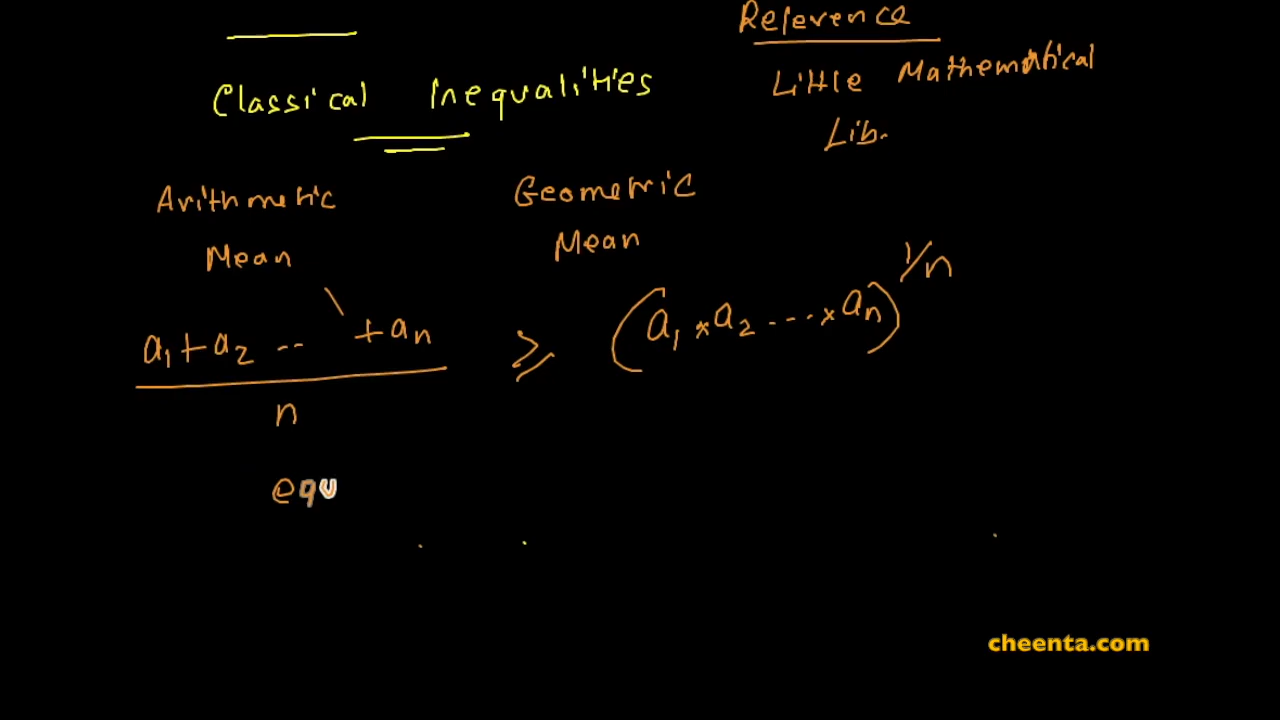 Classical Inequalities
Reference
Little Mathematical
Lib.
Arithmetic
Mean
Geometric
Mean
a₁+a₂ .. +aₙ
n
≥
(a₁ × a₂ ... × aₙ)^1/n
equ
cheenta.com